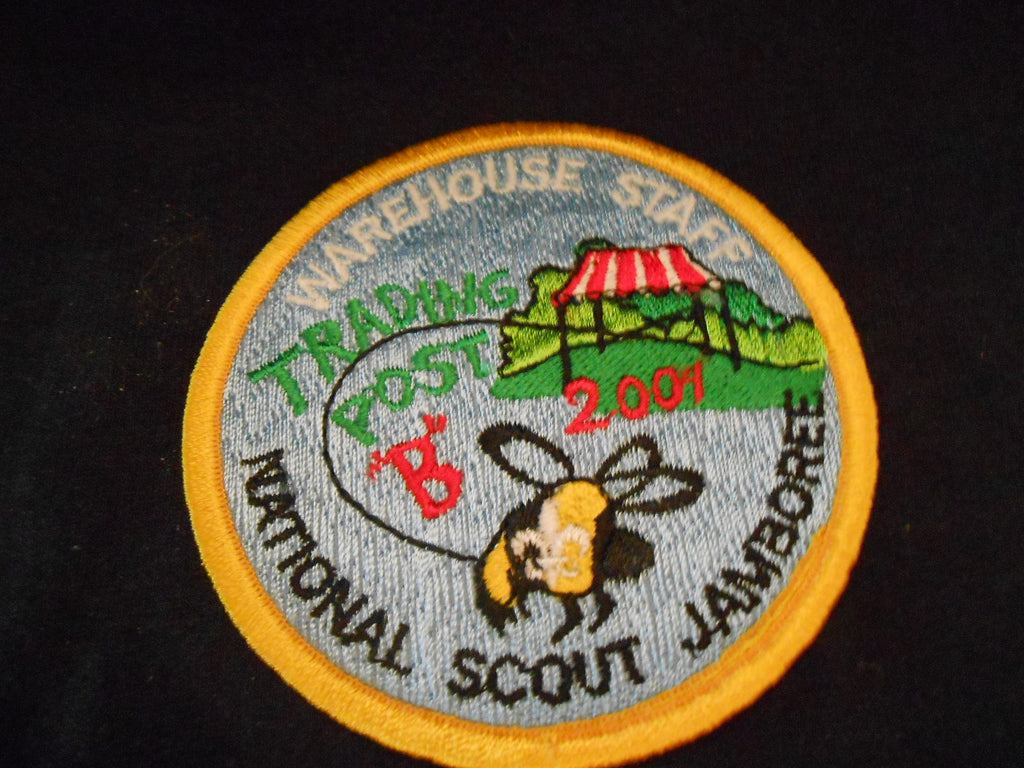 WAREHOUSE STAFF
TRADING
POST
"B"
2001
NATIONAL SCOUT JAMBOREE